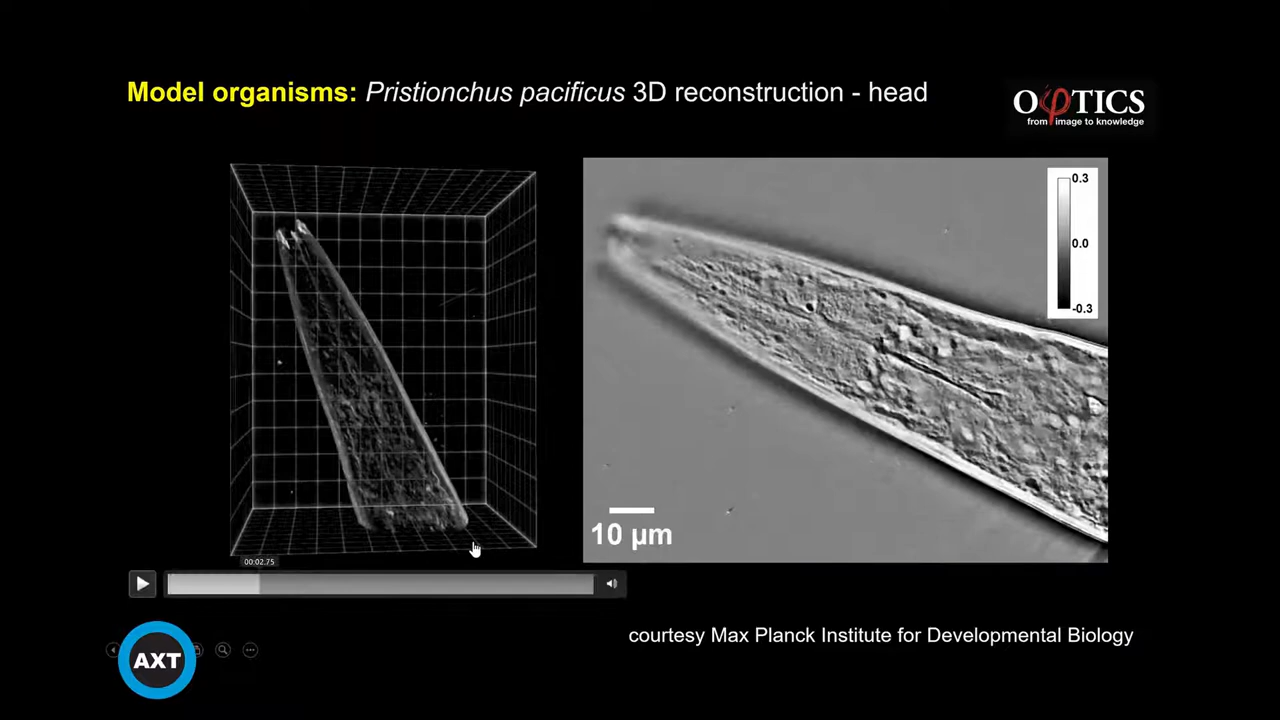 Model organisms: Pristionchus pacificus 3D reconstruction - head
OφTICS
from image to knowledge
0.3
0.0
-0.3
10 µm
00:02.75
courtesy Max Planck Institute for Developmental Biology
AXT